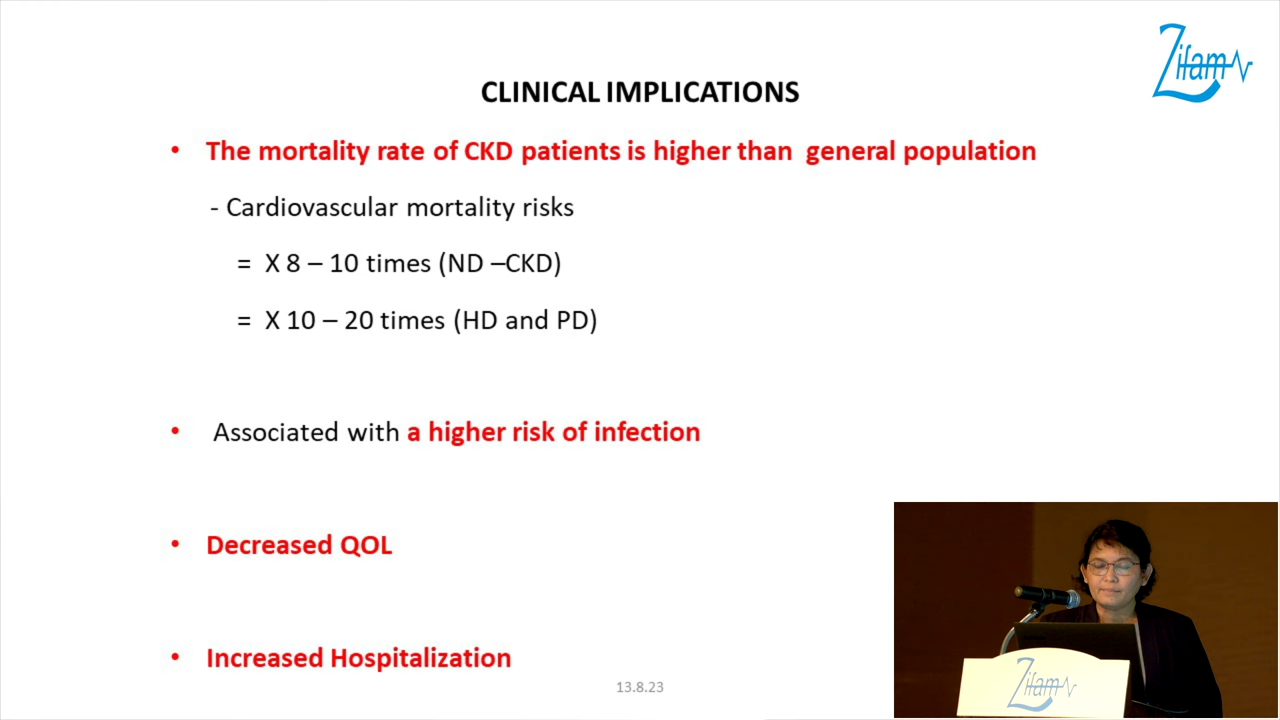 Zifam
CLINICAL IMPLICATIONS
• The mortality rate of CKD patients is higher than general population
- Cardiovascular mortality risks
= X 8 – 10 times (ND –CKD)
= X 10 – 20 times (HD and PD)
• Associated with a higher risk of infection
• Decreased QOL
• Increased Hospitalization
13.8.23
Zifam